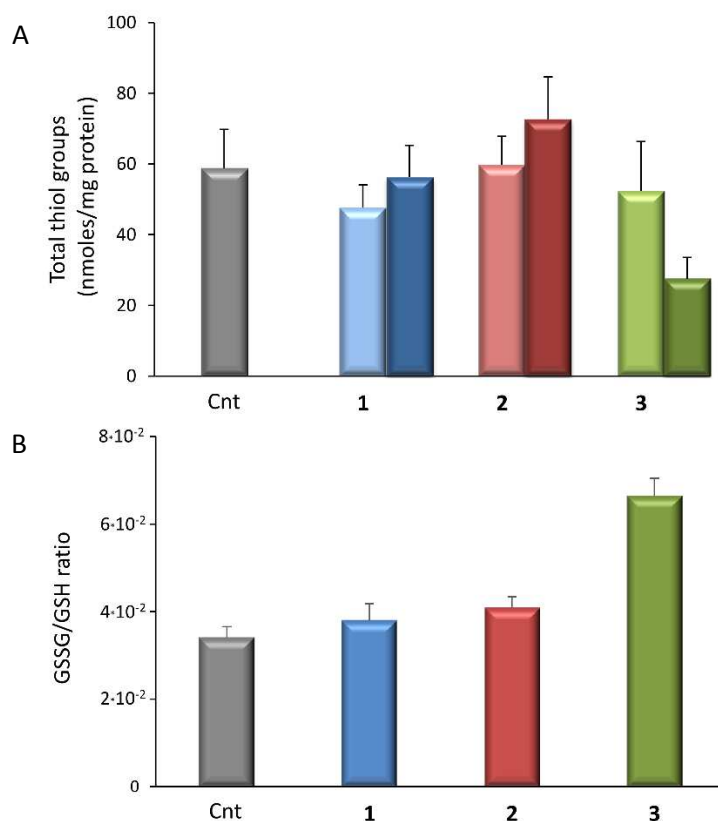 A
Total thiol groups
(nmoles/mg protein)
100
80
60
40
20
0
Cnt 1 2 3
B
GSSG/GSH ratio
8·10⁻²
6·10⁻²
4·10⁻²
2·10⁻²
0
Cnt 1 2 3